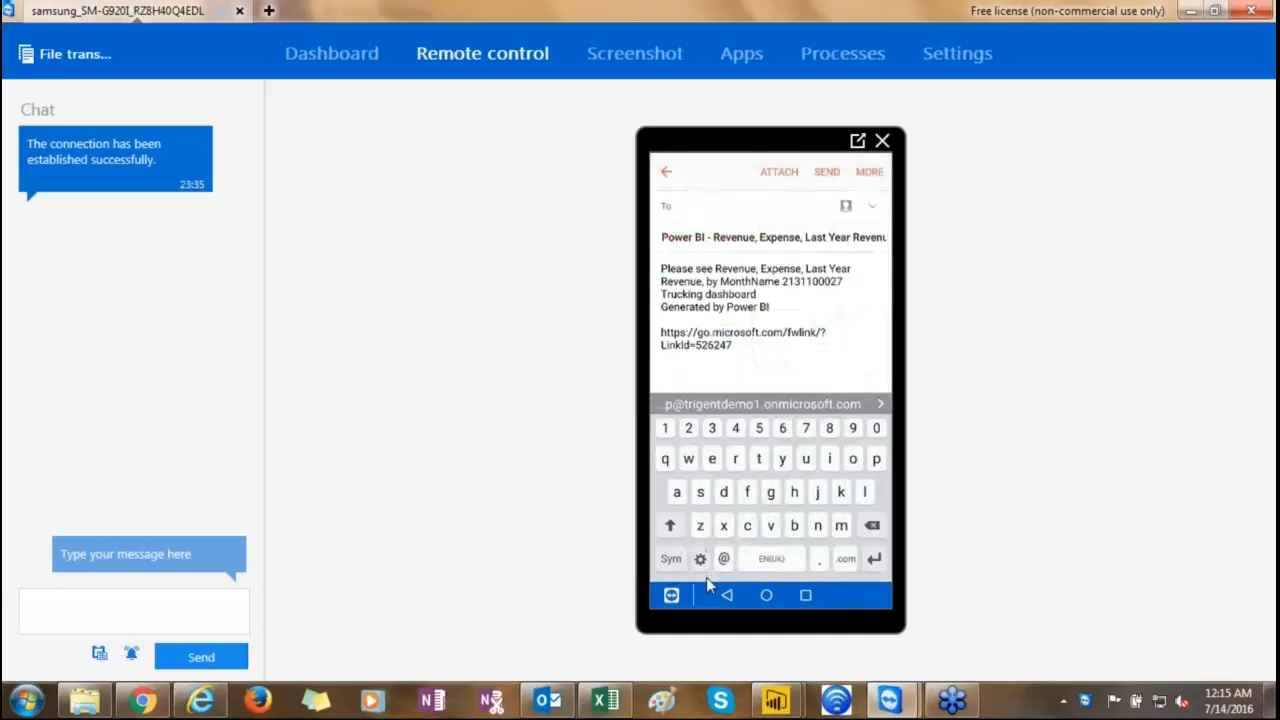 samsung_SM-G920I_RZ8H40Q4EDL
Free license (non-commercial use only)
File trans...
Dashboard
Remote control
Screenshot
Apps
Processes
Settings
Chat
The connection has been
established successfully.
23:35
ATTACH
SEND
MORE
To
Power BI - Revenue, Expense, Last Year Revenu
Please see Revenue, Expense, Last Year
Revenue, by MonthName 2131100027
Trucking dashboard
Generated by Power BI
https://go.microsoft.com/fwlink/?
LinkId=526247
..p@trigentdemo1.onmicrosoft.com
1 2 3 4 5 6 7 8 9 0
q w e r t y u i o p
a s d f g h j k l
z x c v b n m
Sym @ EN(UK) . .com
Type your message here
Send
12:15 AM
7/14/2016